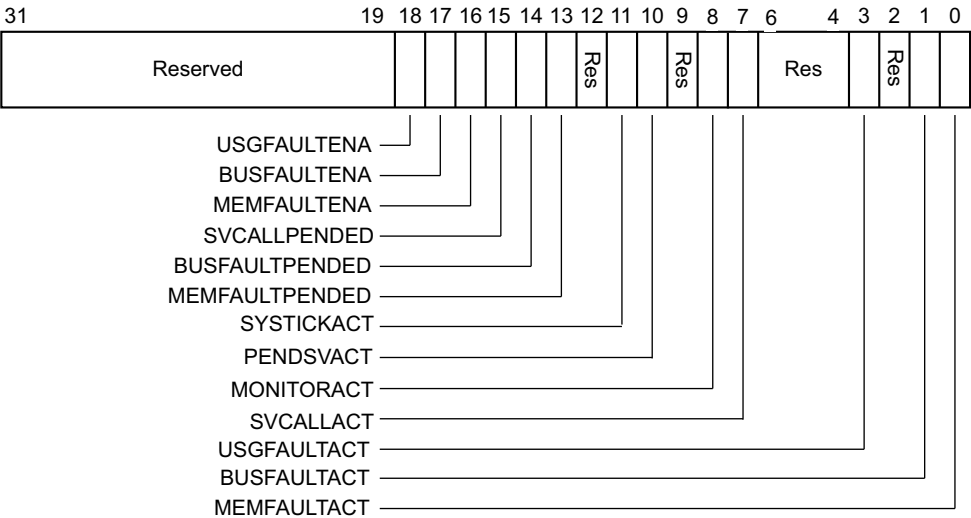 31 19 18 17 16 15 14 13 12 11 10 9 8 7 6 4 3 2 1 0
Reserved Res Res Res Res
USGFAULTENA
BUSFAULTENA
MEMFAULTENA
SVCALLPENDED
BUSFAULTPENDED
MEMFAULTPENDED
SYSTICKACT
PENDSVACT
MONITORACT
SVCALLACT
USGFAULTACT
BUSFAULTACT
MEMFAULTACT